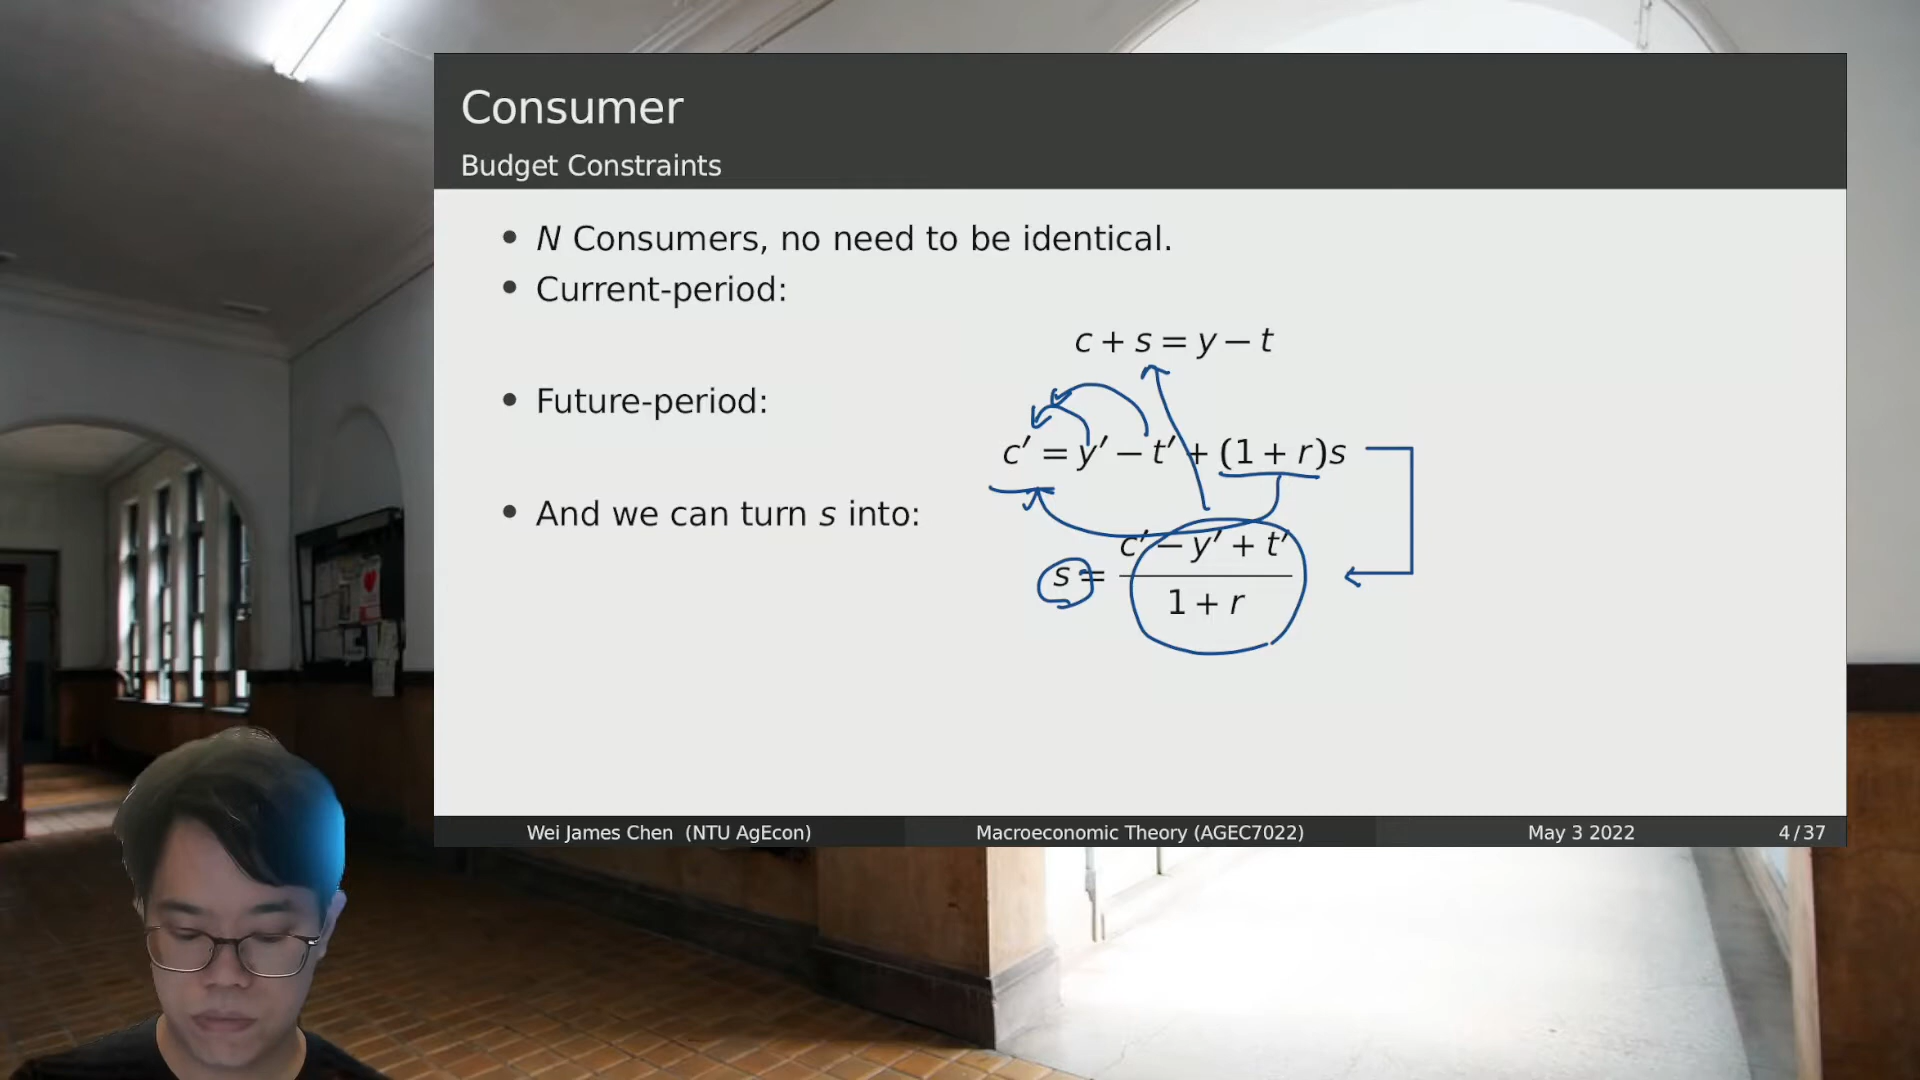 Consumer
Budget Constraints
• N Consumers, no need to be identical.
• Current-period:
c + s = y − t
• Future-period:
c′ = y′ − t′ + (1 + r)s
• And we can turn s into:
s = \frac{c′ − y′ + t′}{1 + r}
Wei James Chen (NTU AgEcon) Macroeconomic Theory (AGEC7022) May 3 2022 4 / 37